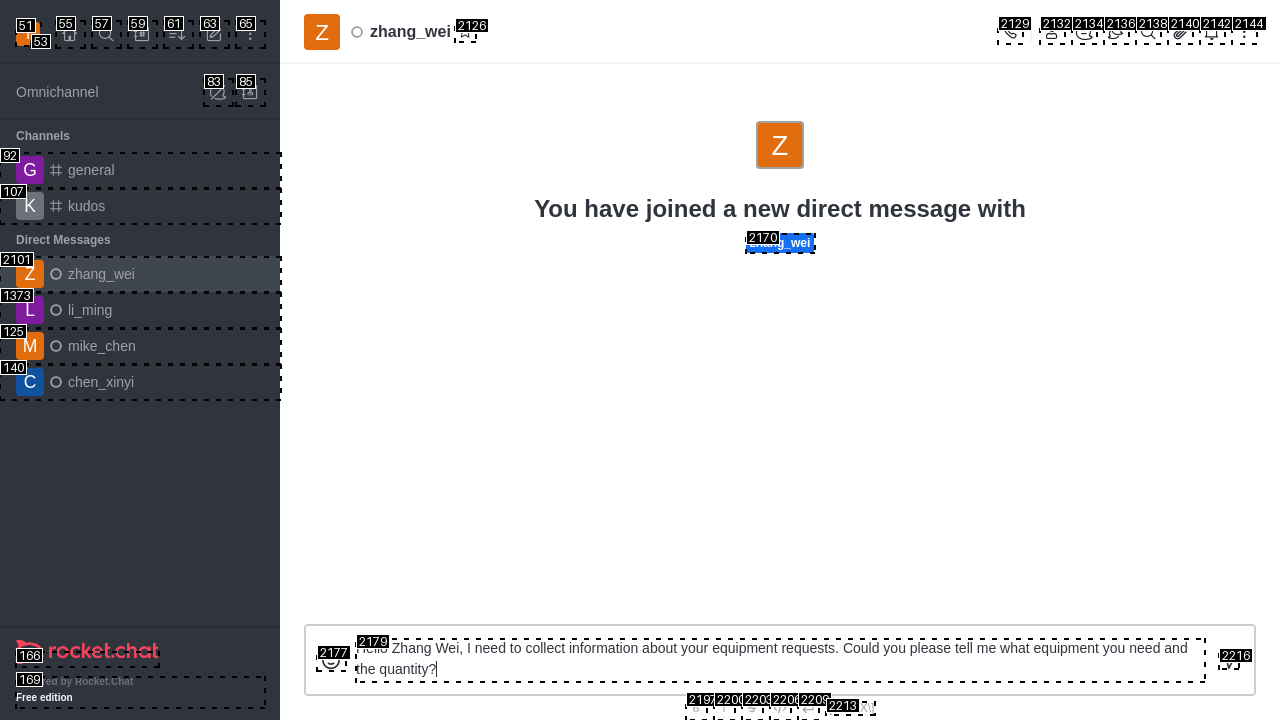 51
53
55
57
59
61
63
65
Z
zhang_wei
2126
2129
2132
2134
2136
2138
2140
2142
2144
Omnichannel
83
85
Channels
92
G
general
107
K
kudos
Direct Messages
2101
Z
zhang_wei
1373
L
li_ming
125
M
mike_chen
140
C
chen_xinyi
Z
You have joined a new direct message with
2170
zhang_wei
2177
2179
Hello Zhang Wei, I need to collect information about your equipment requests. Could you please tell me what equipment you need and
the quantity?
2216
2197
2200
2203
2206
2209
2213
166
rocket.chat
169
by Rocket.Chat
Free edition